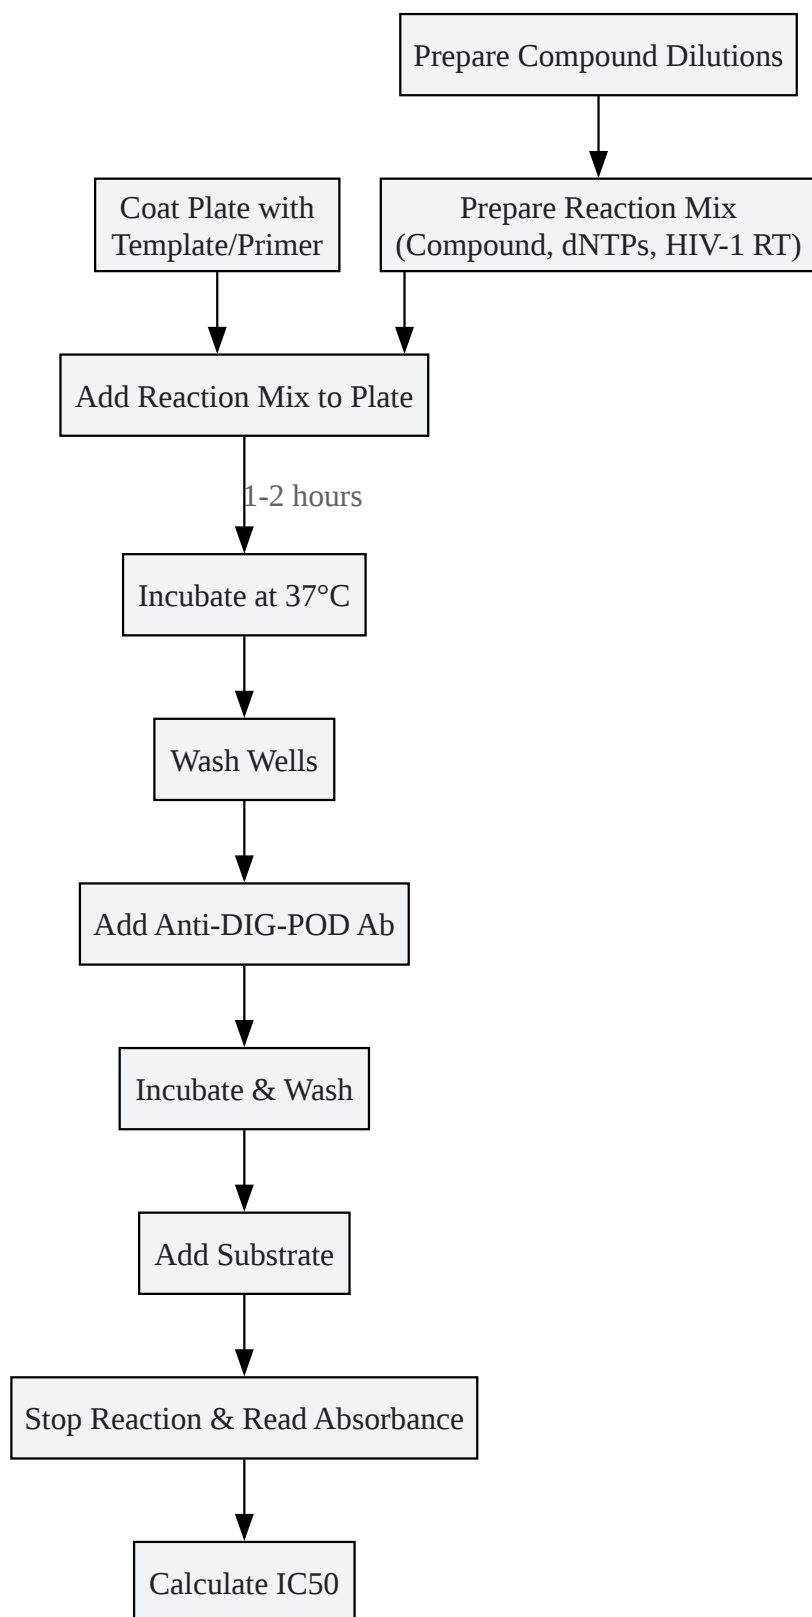 Prepare Compound Dilutions
Coat Plate with
Template/Primer
Prepare Reaction Mix
(Compound, dNTPs, HIV-1 RT)
Add Reaction Mix to Plate
1-2 hours
Incubate at 37°C
Wash Wells
Add Anti-DIG-POD Ab
Incubate & Wash
Add Substrate
Stop Reaction & Read Absorbance
Calculate IC50